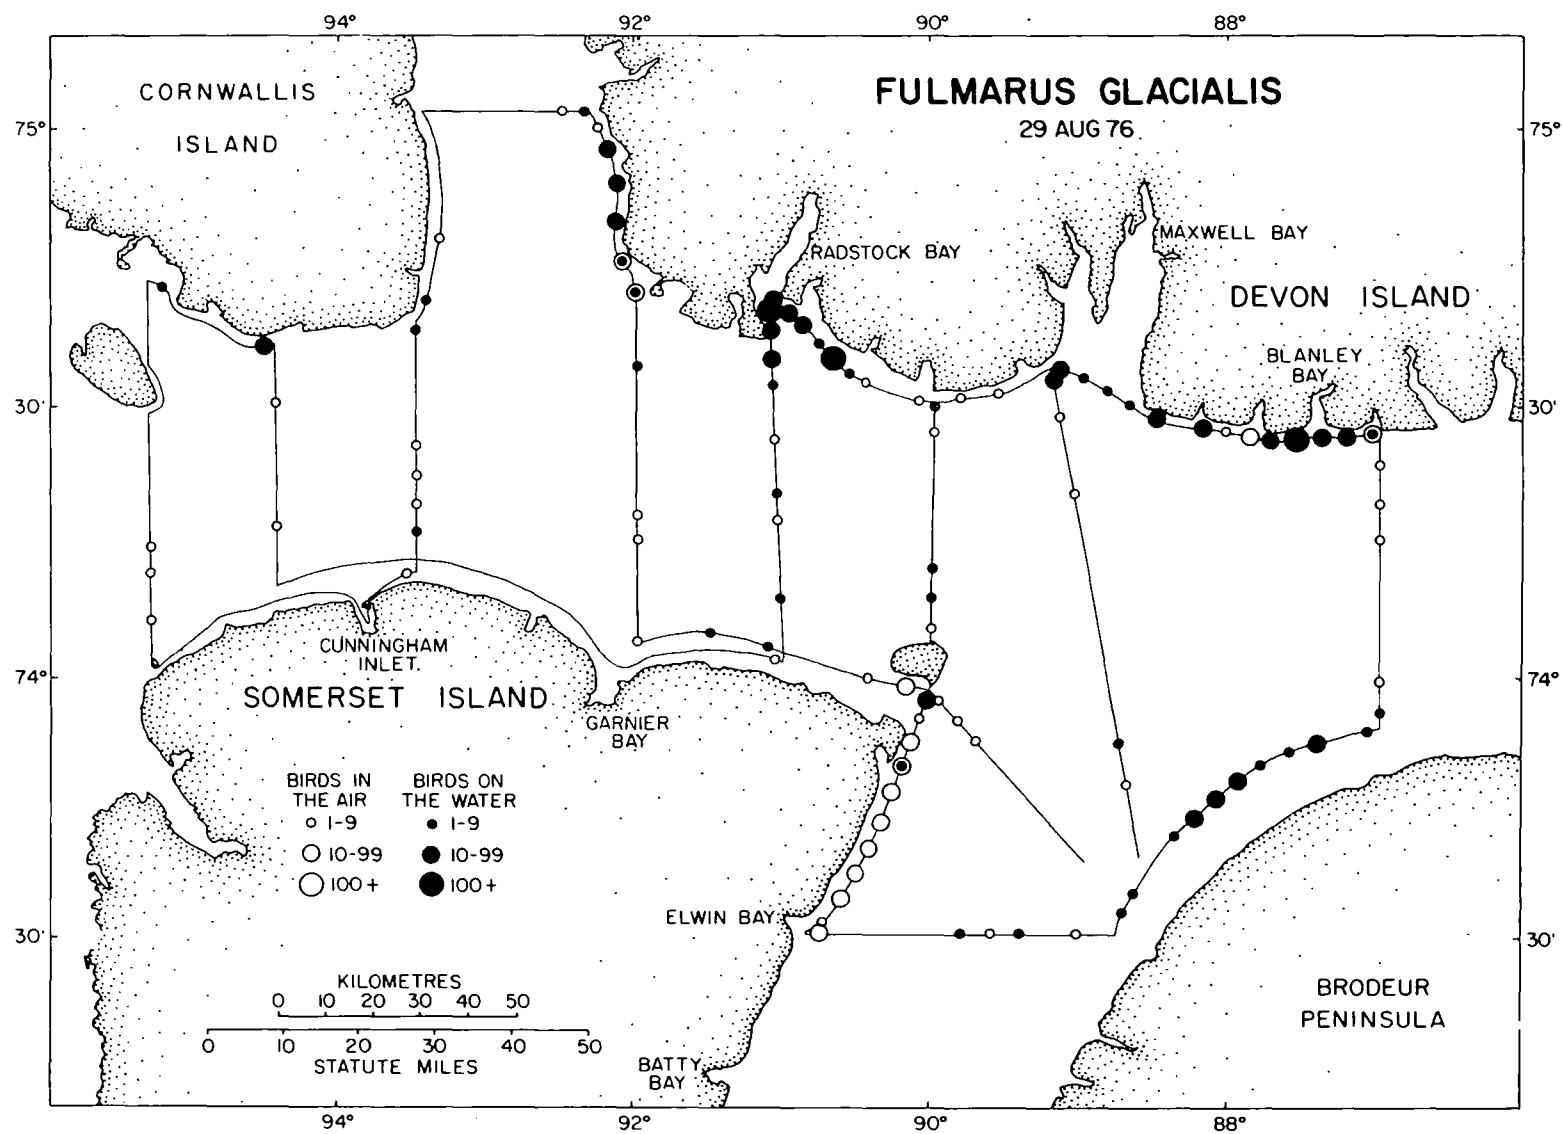 94°
92°
90°
88°
CORNWALLIS
ISLAND
FULMARUS GLACIALIS
29 AUG 76
75°
75°
RADSTOCK BAY
MAXWELL BAY
DEVON ISLAND
BLANLEY
BAY
30'
30'
CUNNINGHAM
INLET.
SOMERSET ISLAND
74°
74°
GARNIER
BAY
BIRDS IN
THE AIR
BIRDS ON
THE WATER
1-9
1-9
10-99
10-99
100+
100+
ELWIN BAY
30'
30'
KILOMETRES
0 10 20 30 40 50
0 10 20 30 40 50
STATUTE MILES
BATTY
BAY
BRODEUR
PENINSULA
94°
92°
90°
88°